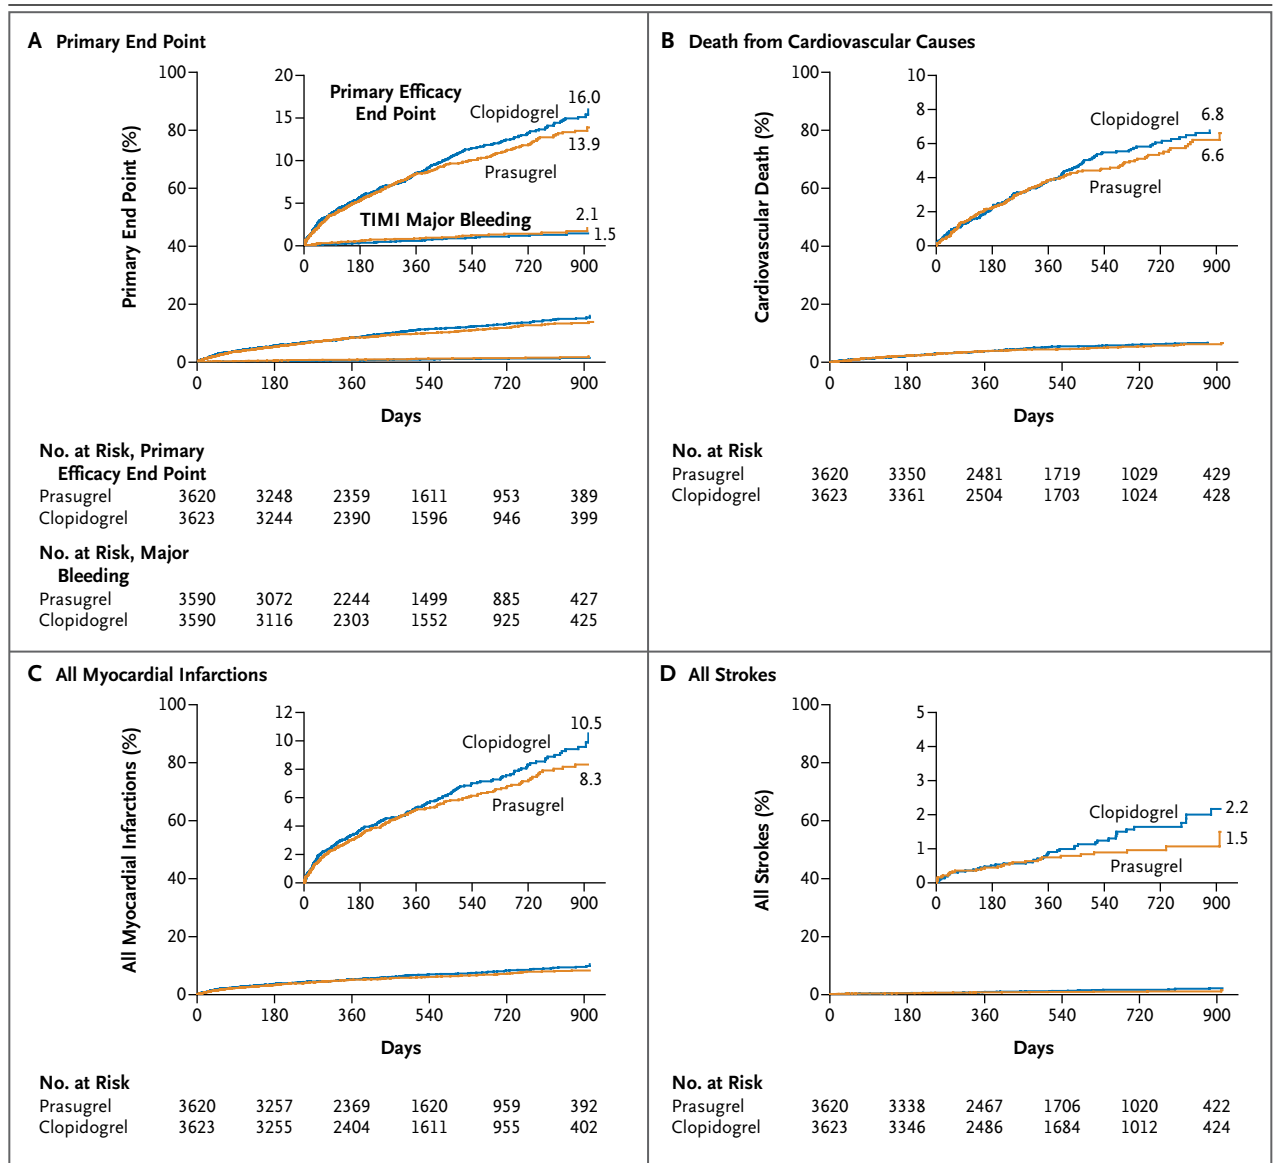 A Primary End Point
Primary End Point (%)
100
80
60
40
20
0
20
15
10
5
0
Primary Efficacy
End Point
Clopidogrel
16.0
13.9
Prasugrel
TIMI Major Bleeding
2.1
1.5
0 180 360 540 720 900
0 180 360 540 720 900
Days
No. at Risk, Primary
Efficacy End Point
Prasugrel 3620 3248 2359 1611 953 389
Clopidogrel 3623 3244 2390 1596 946 399
No. at Risk, Major
Bleeding
Prasugrel 3590 3072 2244 1499 885 427
Clopidogrel 3590 3116 2303 1552 925 425
B Death from Cardiovascular Causes
Cardiovascular Death (%)
100
80
60
40
20
0
10
8
6
4
2
0
Clopidogrel
6.8
6.6
Prasugrel
0 180 360 540 720 900
0 180 360 540 720 900
Days
No. at Risk
Prasugrel 3620 3350 2481 1719 1029 429
Clopidogrel 3623 3361 2504 1703 1024 428
C All Myocardial Infarctions
All Myocardial Infarctions (%)
100
80
60
40
20
0
12
10
8
6
4
2
0
10.5
Clopidogrel
8.3
Prasugrel
0 180 360 540 720 900
0 180 360 540 720 900
Days
No. at Risk
Prasugrel 3620 3257 2369 1620 959 392
Clopidogrel 3623 3255 2404 1611 955 402
D All Strokes
All Strokes (%)
100
80
60
40
20
0
5
4
3
2
1
0
Clopidogrel
2.2
1.5
Prasugrel
0 180 360 540 720 900
0 180 360 540 720 900
Days
No. at Risk
Prasugrel 3620 3338 2467 1706 1020 422
Clopidogrel 3623 3346 2486 1684 1012 424